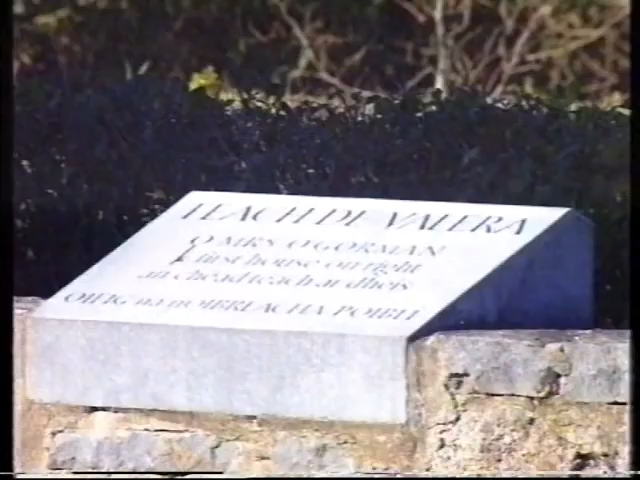 TEACH DE VALERA
O MRS O'GORMAN
first house on right
an chéad teach ar dheis
OIFIG na nOIBREACHA POIBLÍ